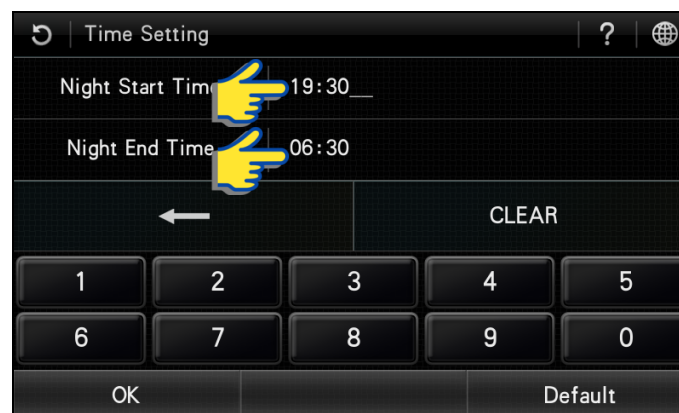 Time Setting ?
Night Start Time 19:30__
Night End Time 06:30
← CLEAR
1 2 3 4 5
6 7 8 9 0
OK Default